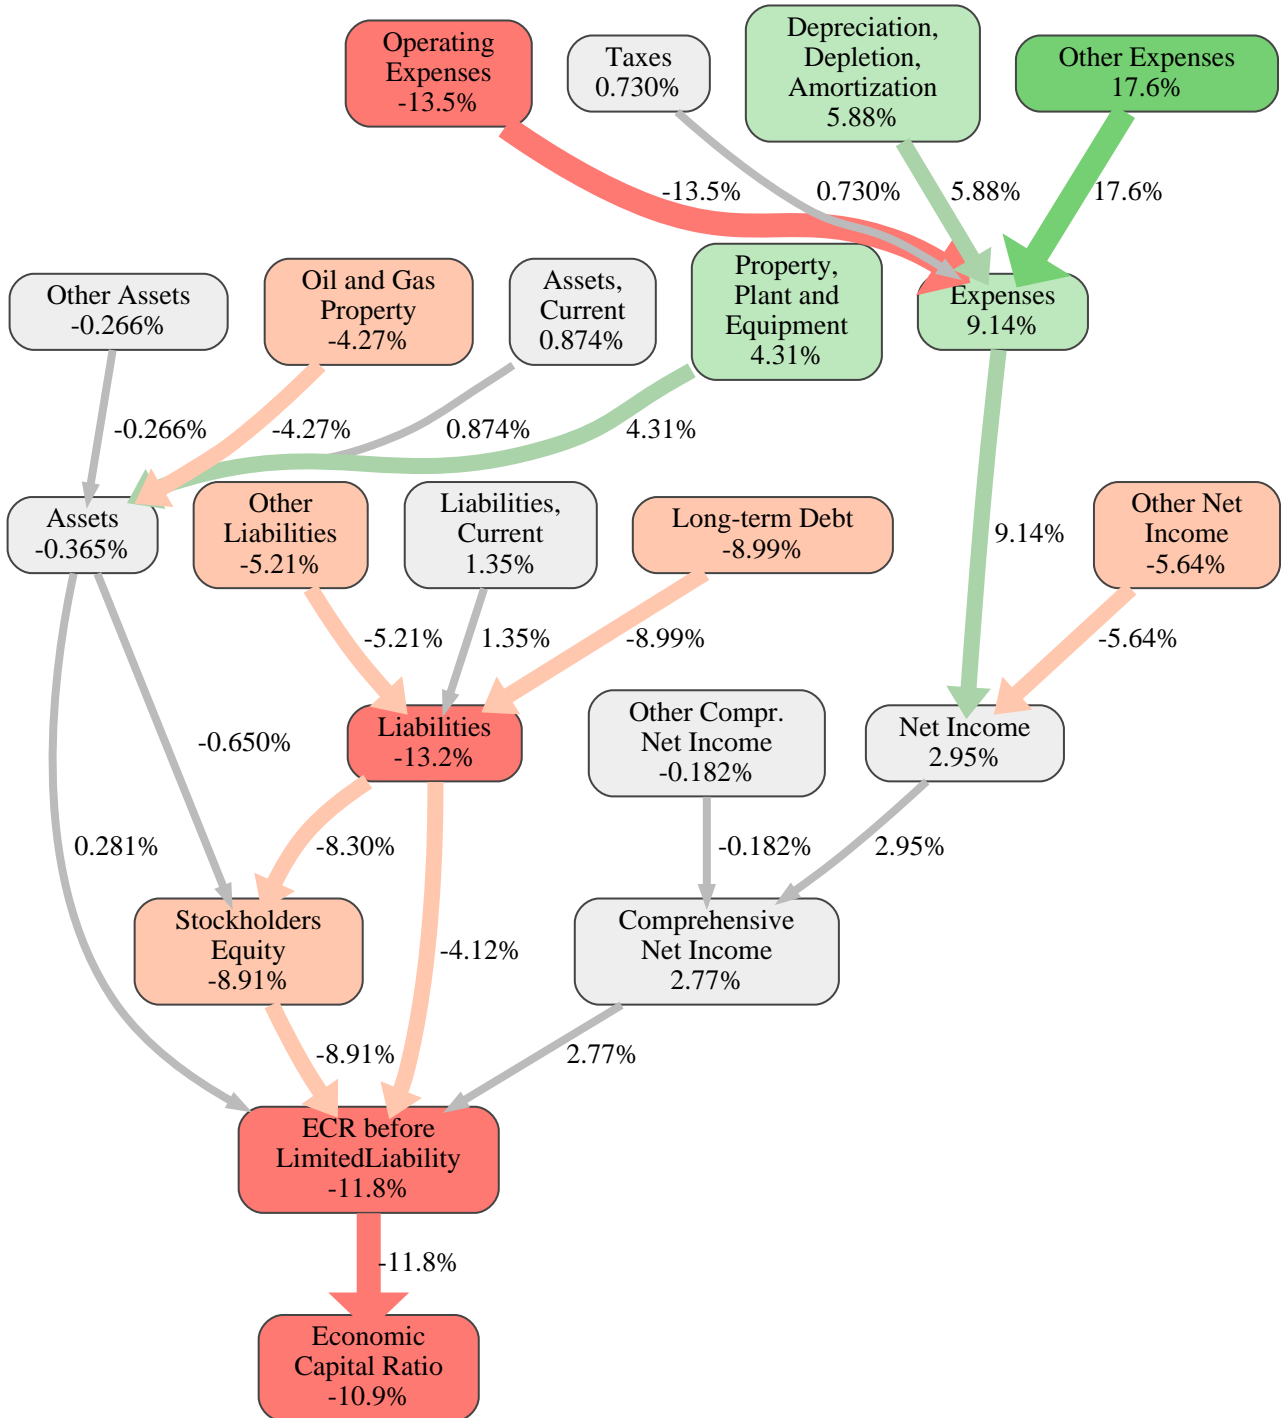 Operating
Expenses
-13.5%
Taxes
0.730%
Depreciation,
Depletion,
Amortization
5.88%
Other Expenses
17.6%
-13.5%
0.730%
5.88%
17.6%
Other Assets
-0.266%
Oil and Gas
Property
-4.27%
Assets,
Current
0.874%
Property,
Plant and
Equipment
4.31%
Expenses
9.14%
-0.266%
-4.27%
0.874%
4.31%
Assets
-0.365%
Other
Liabilities
-5.21%
Liabilities,
Current
1.35%
Long-term Debt
-8.99%
9.14%
Other Net
Income
-5.64%
-5.21%
1.35%
-8.99%
-5.64%
-0.650%
Liabilities
-13.2%
Other Compr.
Net Income
-0.182%
Net Income
2.95%
0.281%
-8.30%
-0.182%
2.95%
Stockholders
Equity
-8.91%
-4.12%
Comprehensive
Net Income
2.77%
-8.91%
2.77%
ECR before
LimitedLiability
-11.8%
-11.8%
Economic
Capital Ratio
-10.9%